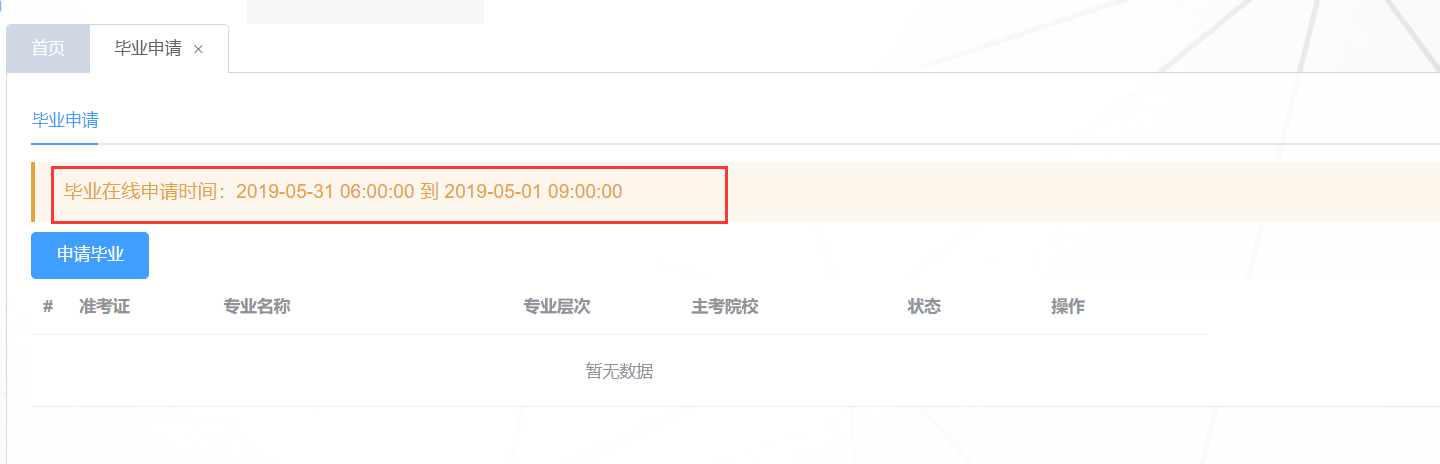 首页 毕业申请 ×
毕业申请
毕业在线申请时间：2019-05-31 06:00:00 到 2019-05-01 09:00:00
申请毕业
# 准考证 专业名称 专业层次 主考院校 状态 操作
暂无数据